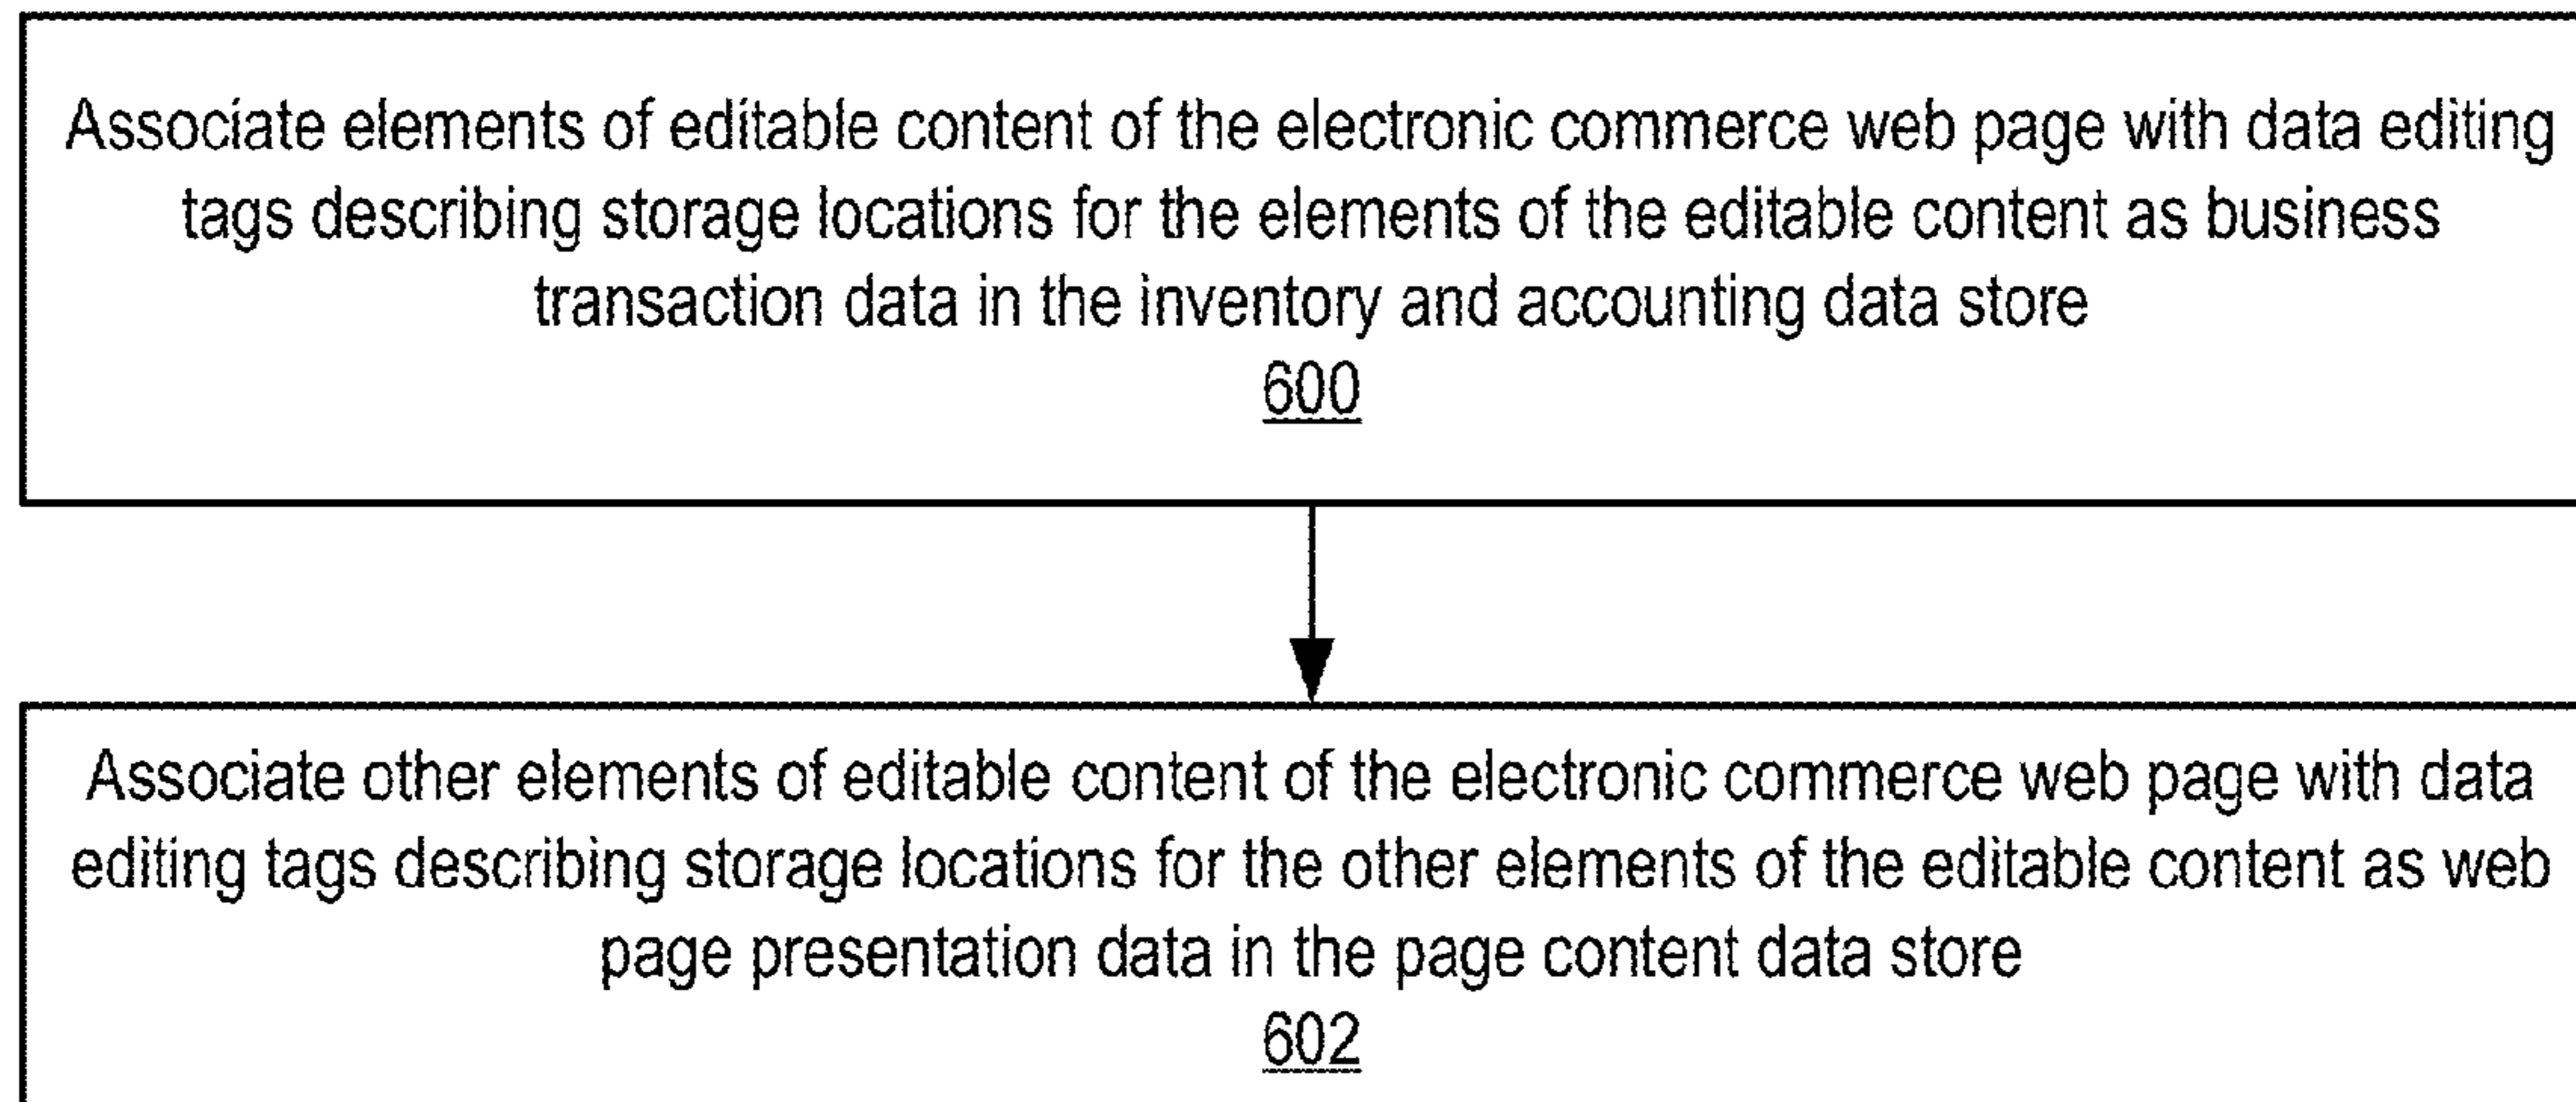 Associate elements of editable content of the electronic commerce web page with data editing
tags describing storage locations for the elements of the editable content as business
transaction data in the inventory and accounting data store
600
Associate other elements of editable content of the electronic commerce web page with data
editing tags describing storage locations for the other elements of the editable content as web
page presentation data in the page content data store
602